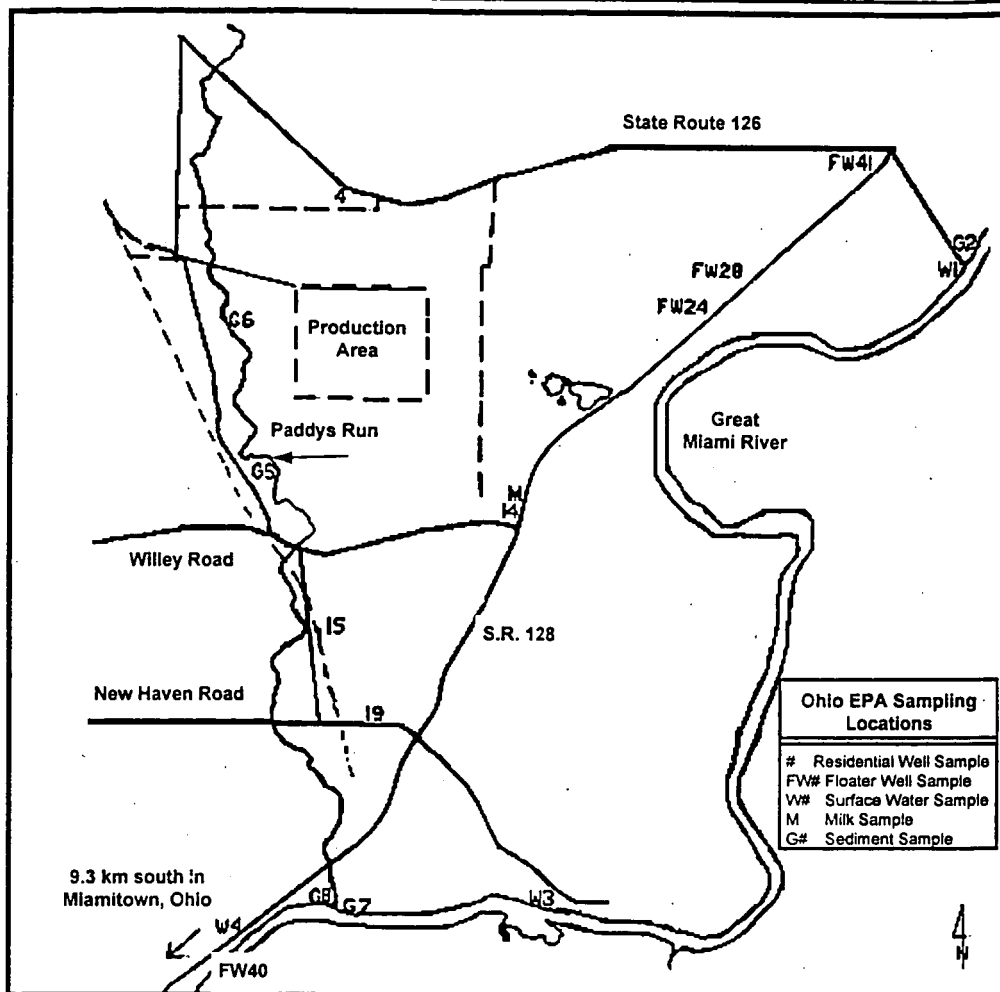 State Route 126
FW41
4
G2
W1
FW28
FW24
G6
Production
Area
Great
Miami River
Paddys Run
G5
M
14
Willey Road
15
S.R. 128
New Haven Road
19
Ohio EPA Sampling
Locations
# Residential Well Sample
FW# Floater Well Sample
W# Surface Water Sample
M Milk Sample
G# Sediment Sample
9.3 km south in
Miamitown, Ohio
G8
G7
W3
W4
FW40
N